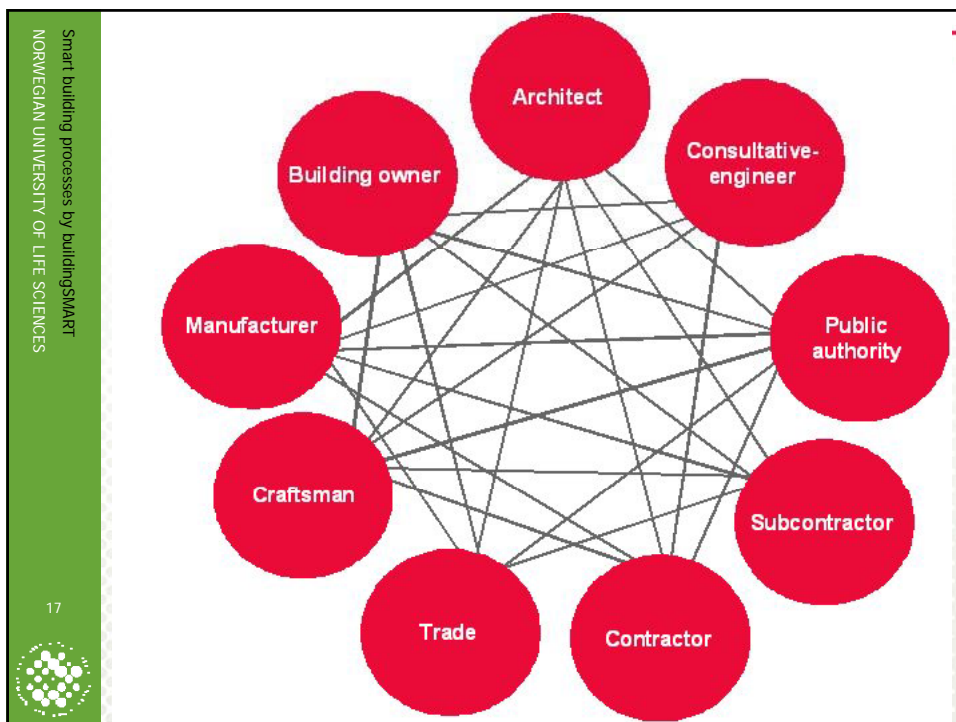 Smart building processes by buildingSMART
NORWEGIAN UNIVERSITY OF LIFE SCIENCES
17
Architect
Consultative-
engineer
Building owner
Manufacturer
Public
authority
Craftsman
Subcontractor
Trade
Contractor